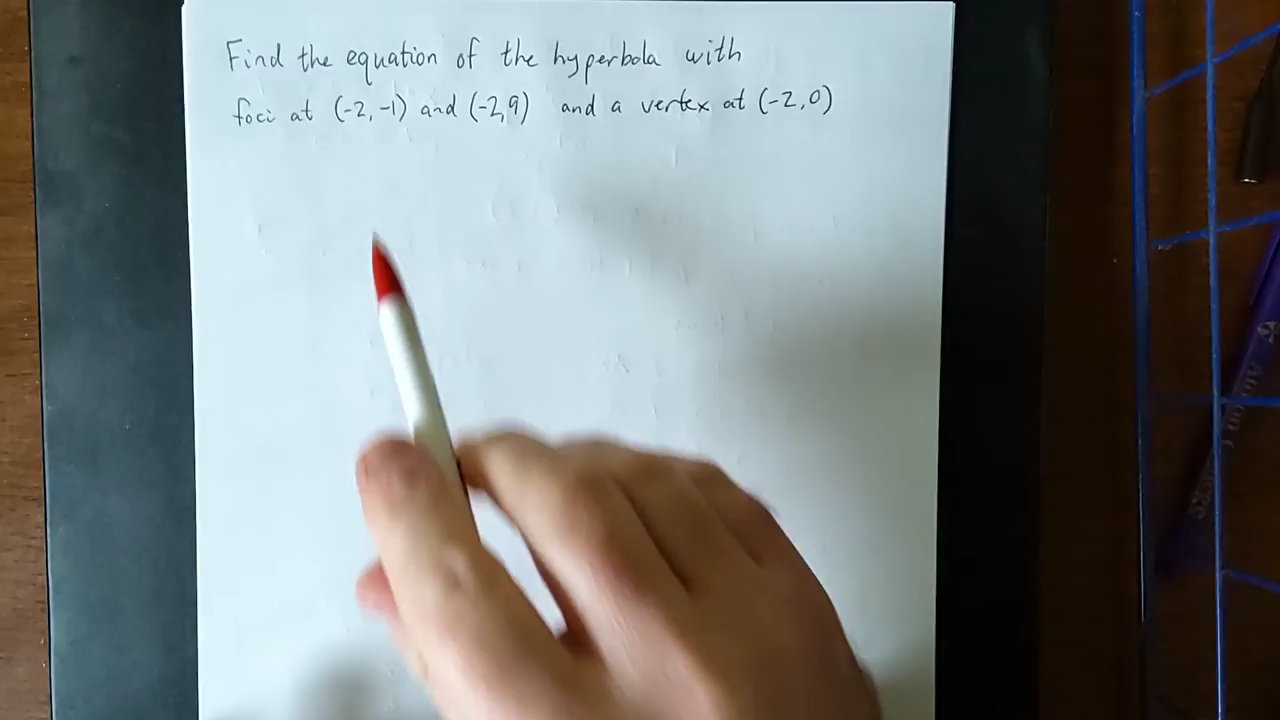 Find the equation of the hyperbola with
foci at (-2,-1) and (-2,9) and a vertex at (-2,0)